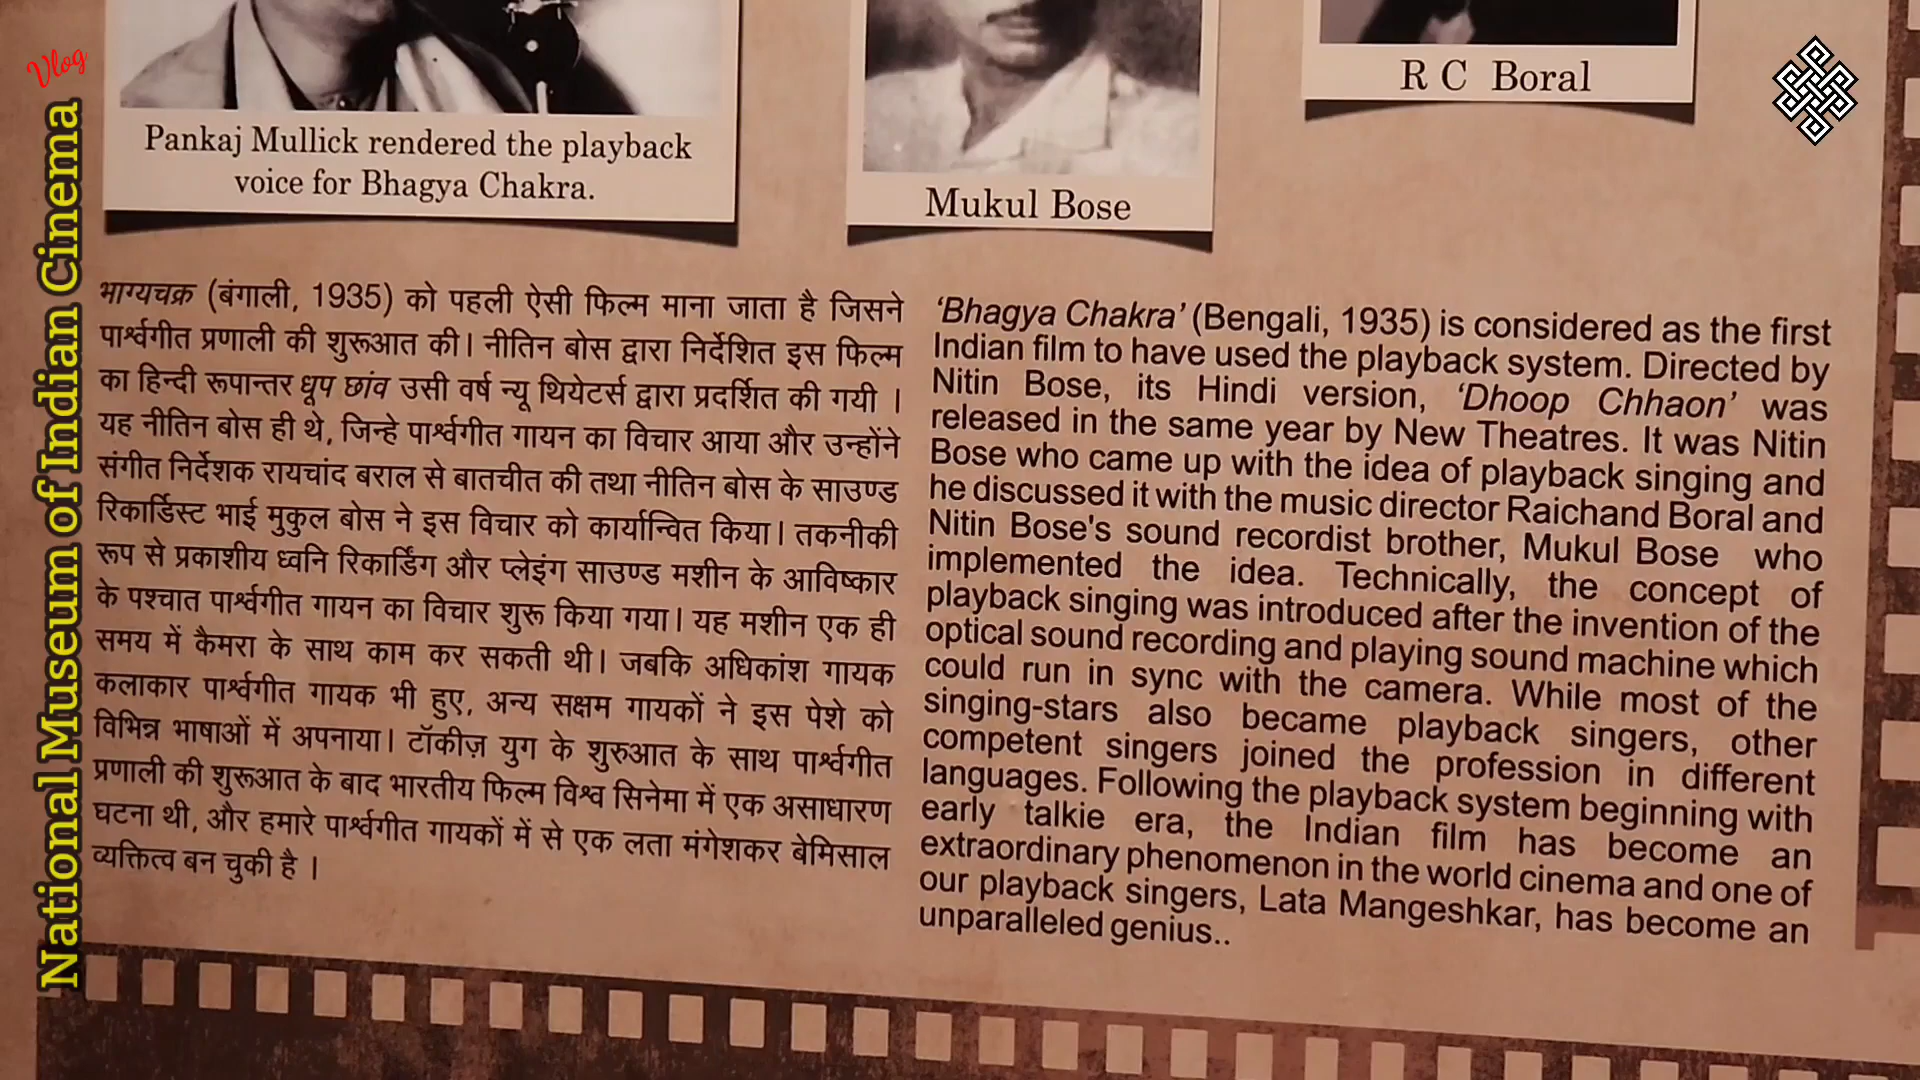 Vlog
National Museum of Indian Cinema
Pankaj Mullick rendered the playback
voice for Bhagya Chakra.
Mukul Bose
R C Boral
भाग्यचक्र (बंगाली, 1935) को पहली ऐसी फिल्म माना जाता है जिसने
पार्श्वगीत प्रणाली की शुरूआत की। नीतिन बोस द्वारा निर्देशित इस फिल्म
का हिन्दी रूपान्तर धूप छांव उसी वर्ष न्यू थियेटर्स द्वारा प्रदर्शित की गयी ।
यह नीतिन बोस ही थे, जिन्हे पार्श्वगीत गायन का विचार आया और उन्होंने
संगीत निर्देशक रायचांद बराल से बातचीत की तथा नीतिन बोस के साउण्ड
रिकार्डिस्ट भाई मुकुल बोस ने इस विचार को कार्यान्वित किया। तकनीकी
रूप से प्रकाशीय ध्वनि रिकार्डिंग और प्लेइंग साउण्ड मशीन के आविष्कार
के पश्चात पार्श्वगीत गायन का विचार शुरू किया गया। यह मशीन एक ही
समय में कैमरा के साथ काम कर सकती थी। जबकि अधिकांश गायक
कलाकार पार्श्वगीत गायक भी हुए, अन्य सक्षम गायकों ने इस पेशे को
विभिन्न भाषाओं में अपनाया। टॉकीज़ युग के शुरुआत के साथ पार्श्वगीत
प्रणाली की शुरूआत के बाद भारतीय फिल्म विश्व सिनेमा में एक असाधारण
घटना थी, और हमारे पार्श्वगीत गायकों में से एक लता मंगेशकर बेमिसाल
व्यक्तित्व बन चुकी है ।
‘Bhagya Chakra’ (Bengali, 1935) is considered as the first
Indian film to have used the playback system. Directed by
Nitin Bose, its Hindi version, ‘Dhoop Chhaon’ was
released in the same year by New Theatres. It was Nitin
Bose who came up with the idea of playback singing and
he discussed it with the music director Raichand Boral and
Nitin Bose's sound recordist brother, Mukul Bose who
implemented the idea. Technically, the concept of
playback singing was introduced after the invention of the
optical sound recording and playing sound machine which
could run in sync with the camera. While most of the
singing-stars also became playback singers, other
competent singers joined the profession in different
languages. Following the playback system beginning with
early talkie era, the Indian film has become an
extraordinary phenomenon in the world cinema and one of
our playback singers, Lata Mangeshkar, has become an
unparalleled genius..